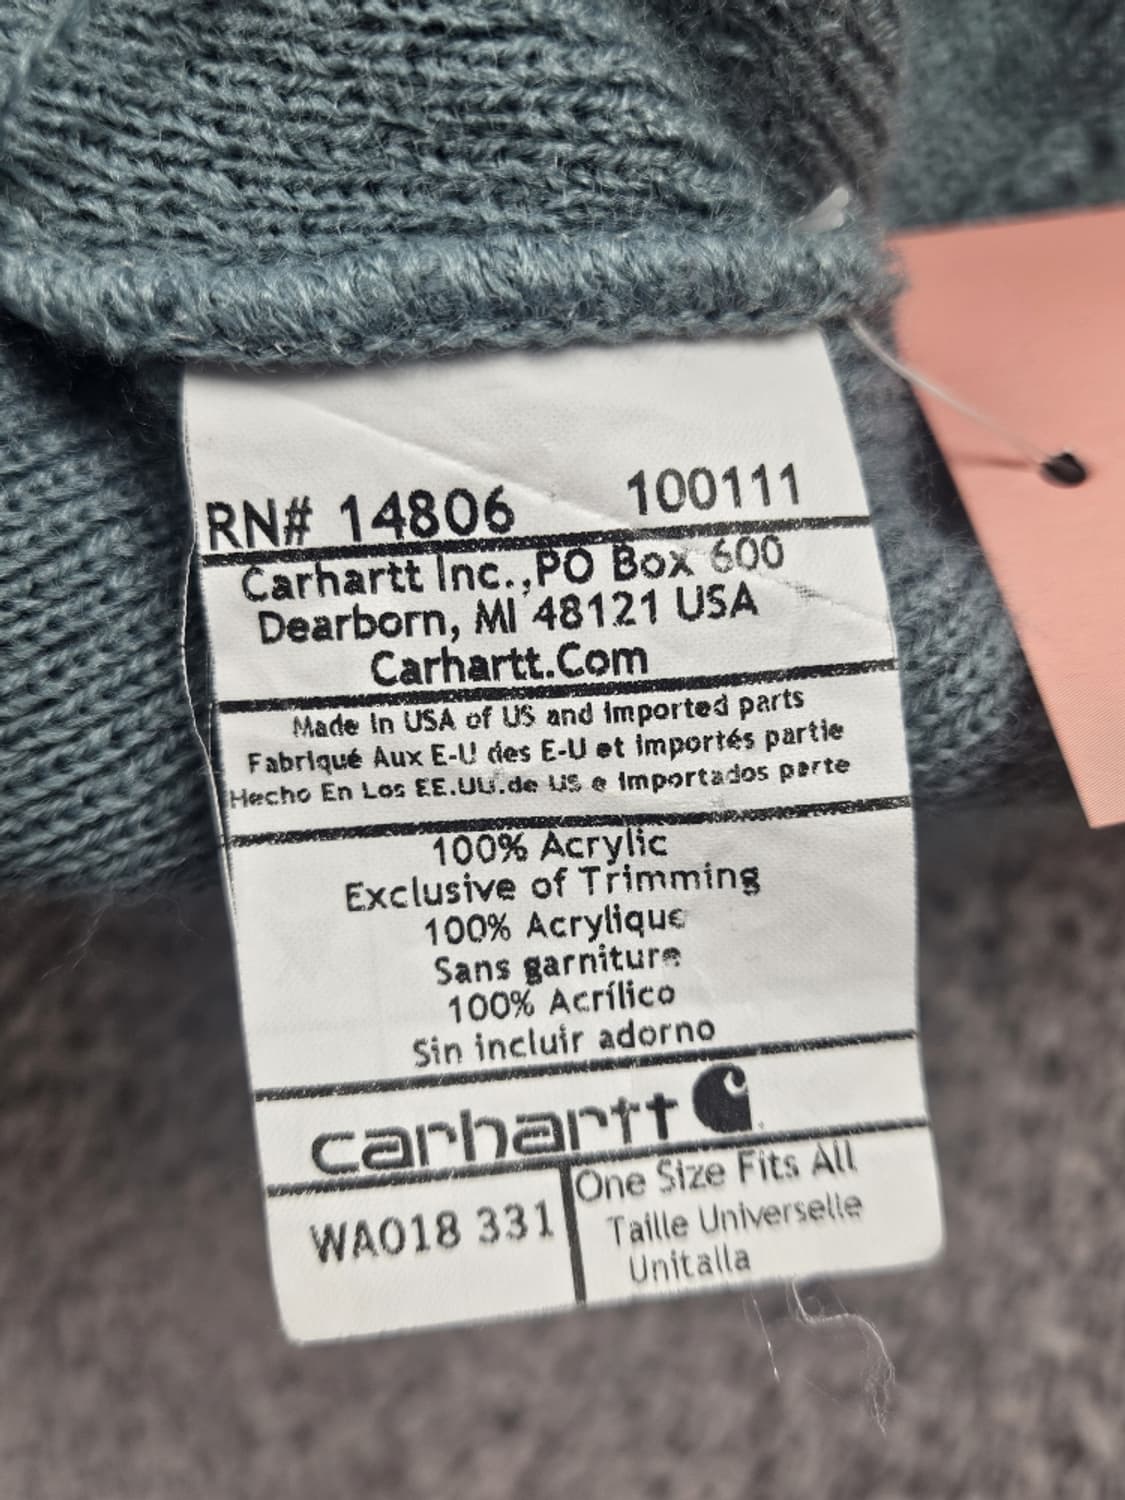 RN# 14806 100111
Carhartt Inc.,PO Box 600
Dearborn, MI 48121 USA
Carhartt.Com
Made In USA of US and Imported parts
Fabriqué Aux E-U des E-U et importés partie
Hecho En Los EE.UU.de US e Importados parte
100% Acrylic
Exclusive of Trimming
100% Acrylique
Sans garniture
100% Acrílico
Sin incluir adorno
carhartt
WA018 331
One Size Fits All
Taille Universelle
Unitalla